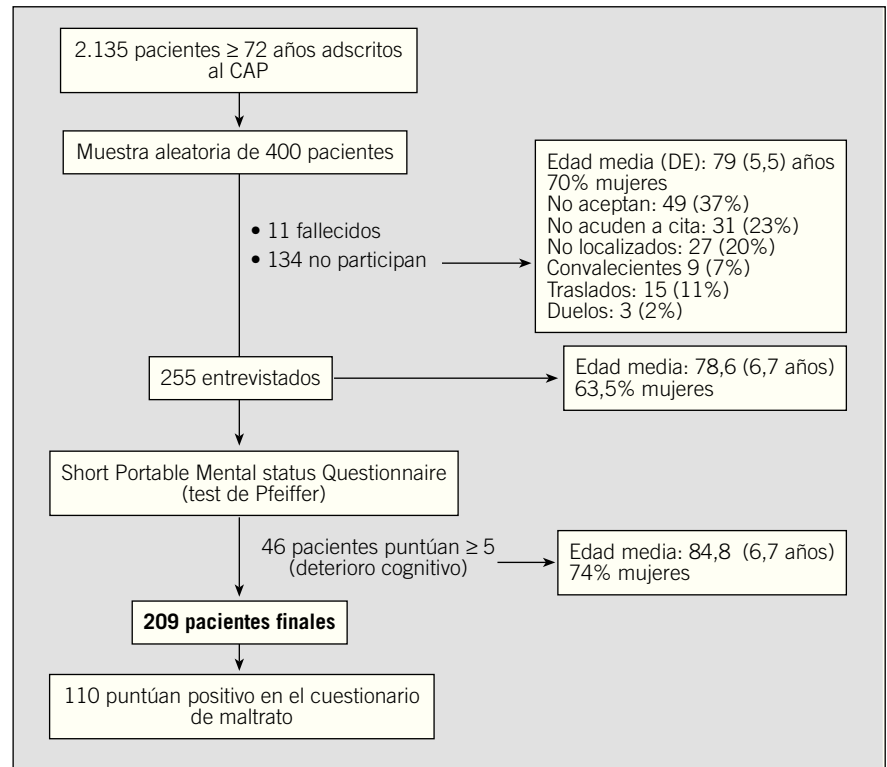 2.135 pacientes ≥ 72 años adscritos
al CAP
Muestra aleatoria de 400 pacientes
• 11 fallecidos
• 134 no participan
Edad media (DE): 79 (5,5) años
70% mujeres
No aceptan: 49 (37%)
No acuden a cita: 31 (23%)
No localizados: 27 (20%)
Convalecientes 9 (7%)
Traslados: 15 (11%)
Duelos: 3 (2%)
255 entrevistados
Edad media: 78,6 (6,7 años)
63,5% mujeres
Short Portable Mental status Questionnaire
(test de Pfeiffer)
46 pacientes puntúan ≥ 5
(deterioro cognitivo)
Edad media: 84,8 (6,7 años)
74% mujeres
209 pacientes finales
110 puntúan positivo en el cuestionario
de maltrato